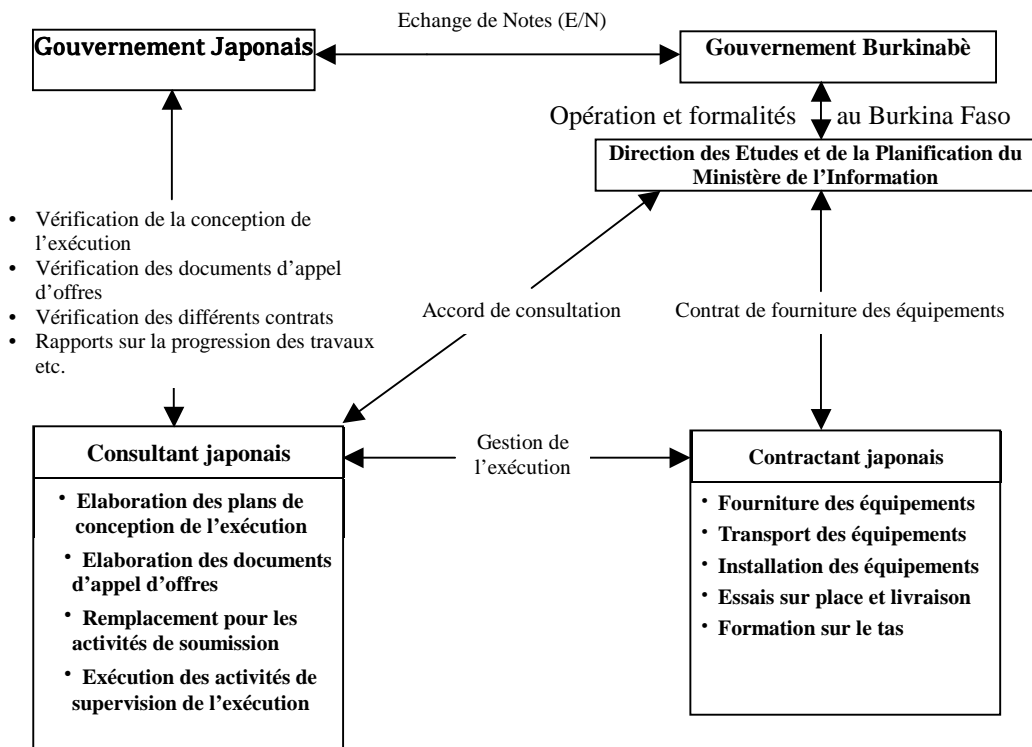 Echange de Notes (E/N)
Gouvernement Japonais
Gouvernement Burkinabè
Opération et formalités au Burkina Faso
Direction des Etudes et de la Planification du
Ministère de l’Information
• Vérification de la conception de
l’exécution
• Vérification des documents d’appel
d’offres
• Vérification des différents contrats
• Rapports sur la progression des travaux
etc.
Accord de consultation
Contrat de fourniture des équipements
Consultant japonais
Gestion de
l’exécution
Contractant japonais
・Elaboration des plans de
conception de l’exécution
・Elaboration des documents
d’appel d’offres
・Remplacement pour les
activités de soumission
・Exécution des activités de
supervision de l’exécution
・Fourniture des équipements
・Transport des équipements
・Installation des équipements
・Essais sur place et livraison
・Formation sur le tas